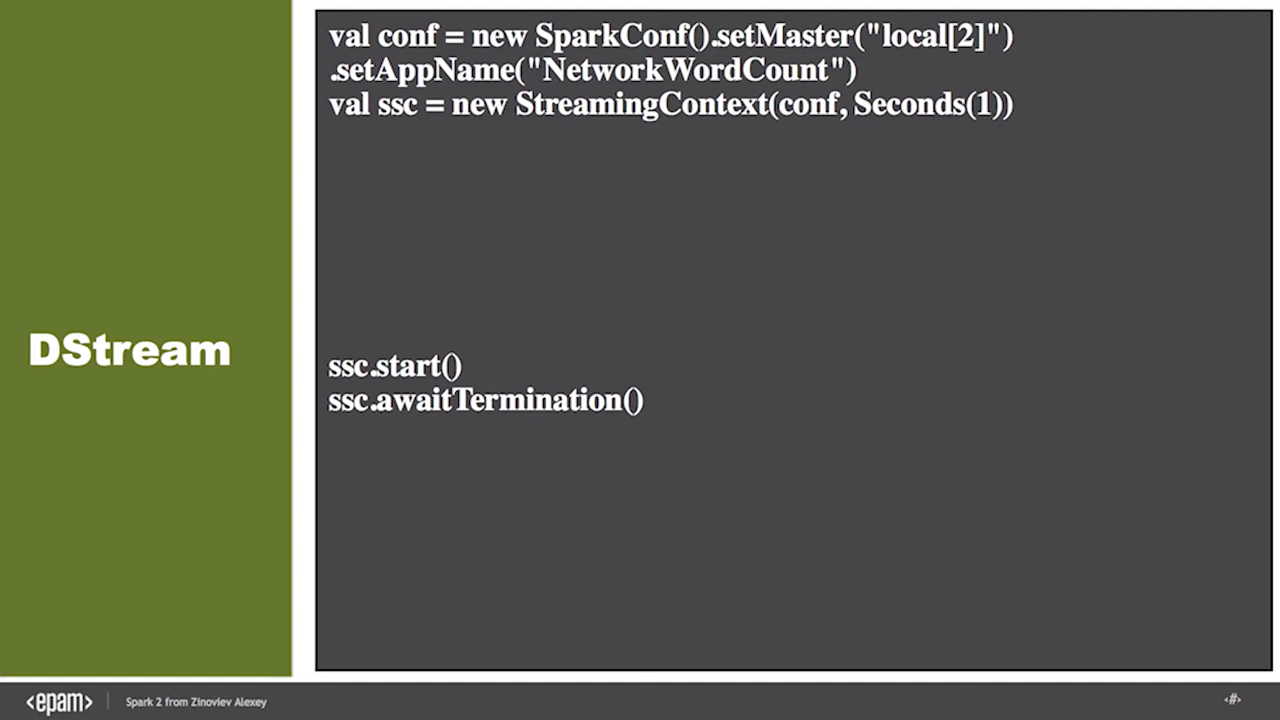 DStream
val conf = new SparkConf().setMaster("local[2]")
.setAppName("NetworkWordCount")
val ssc = new StreamingContext(conf, Seconds(1))
ssc.start()
ssc.awaitTermination()
<epam>
Spark 2 from Zinoviev Alexey
‹#›